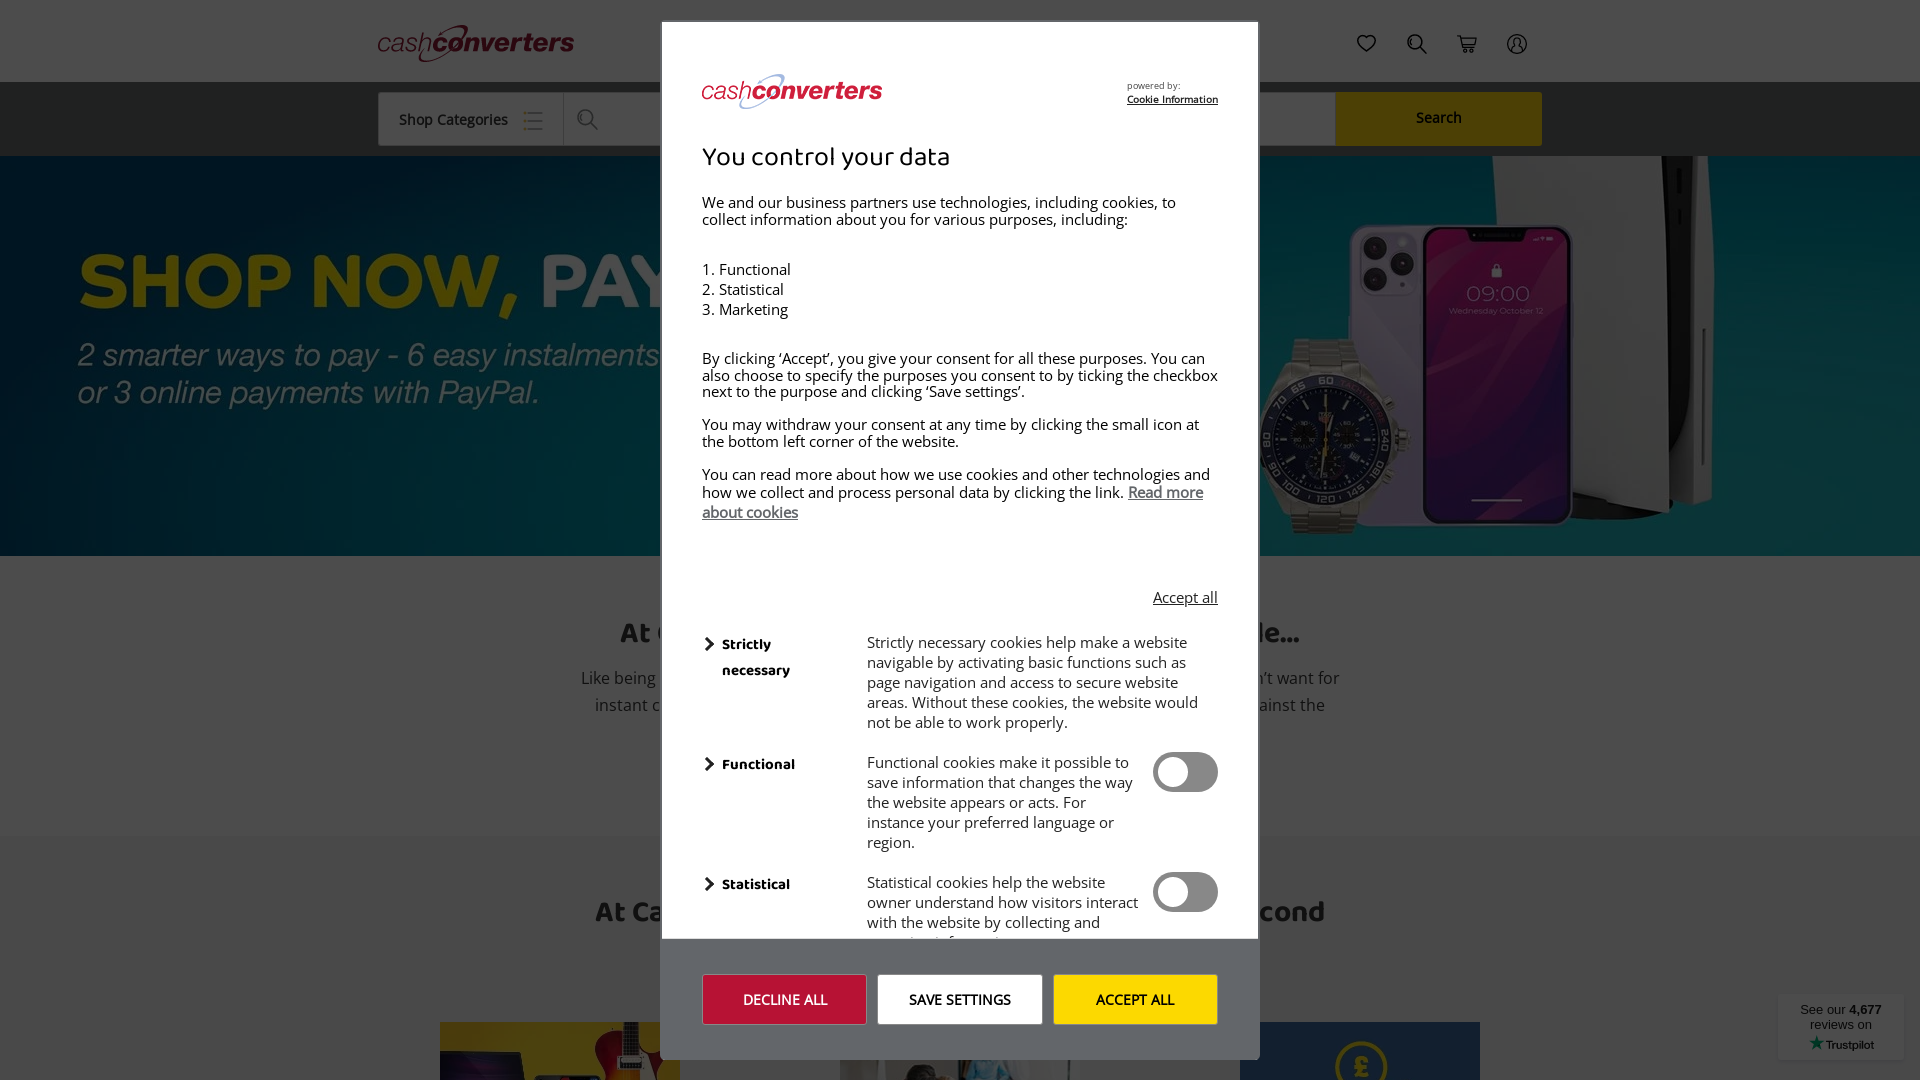 cashconverters
Shop Categories
Search
SHOP NOW, PAY
2 smarter ways to pay - 6 easy instalments
or 3 online payments with PayPal.
09:00
Wednesday October 12
cashconverters
powered by:
Cookie Information
You control your data
We and our business partners use technologies, including cookies, to
collect information about you for various purposes, including:
1. Functional
2. Statistical
3. Marketing
By clicking ‘Accept’, you give your consent for all these purposes. You can
also choose to specify the purposes you consent to by ticking the checkbox
next to the purpose and clicking ‘Save settings’.
You may withdraw your consent at any time by clicking the small icon at
the bottom left corner of the website.
You can read more about how we use cookies and other technologies and
how we collect and process personal data by clicking the link. Read more
about cookies
Accept all
Strictly
necessary
Strictly necessary cookies help make a website
navigable by activating basic functions such as
page navigation and access to secure website
areas. Without these cookies, the website would
not be able to work properly.
Functional
Functional cookies make it possible to
save information that changes the way
the website appears or acts. For
instance your preferred language or
region.
Statistical
Statistical cookies help the website
owner understand how visitors interact
with the website by collecting and
DECLINE ALL
SAVE SETTINGS
ACCEPT ALL
At
Like being
want for
instant
the
At
See our 4,677
reviews on
Trustpilot